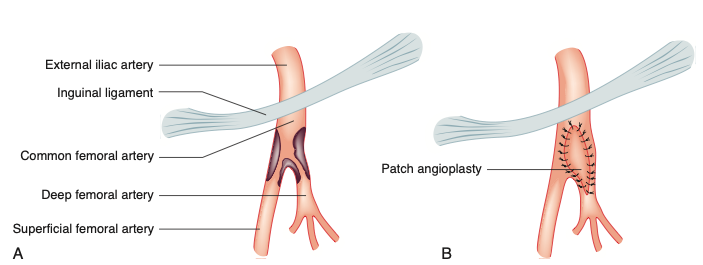 External iliac artery
Inguinal ligament
Common femoral artery
Deep femoral artery
Superficial femoral artery
A
Patch angioplasty
B